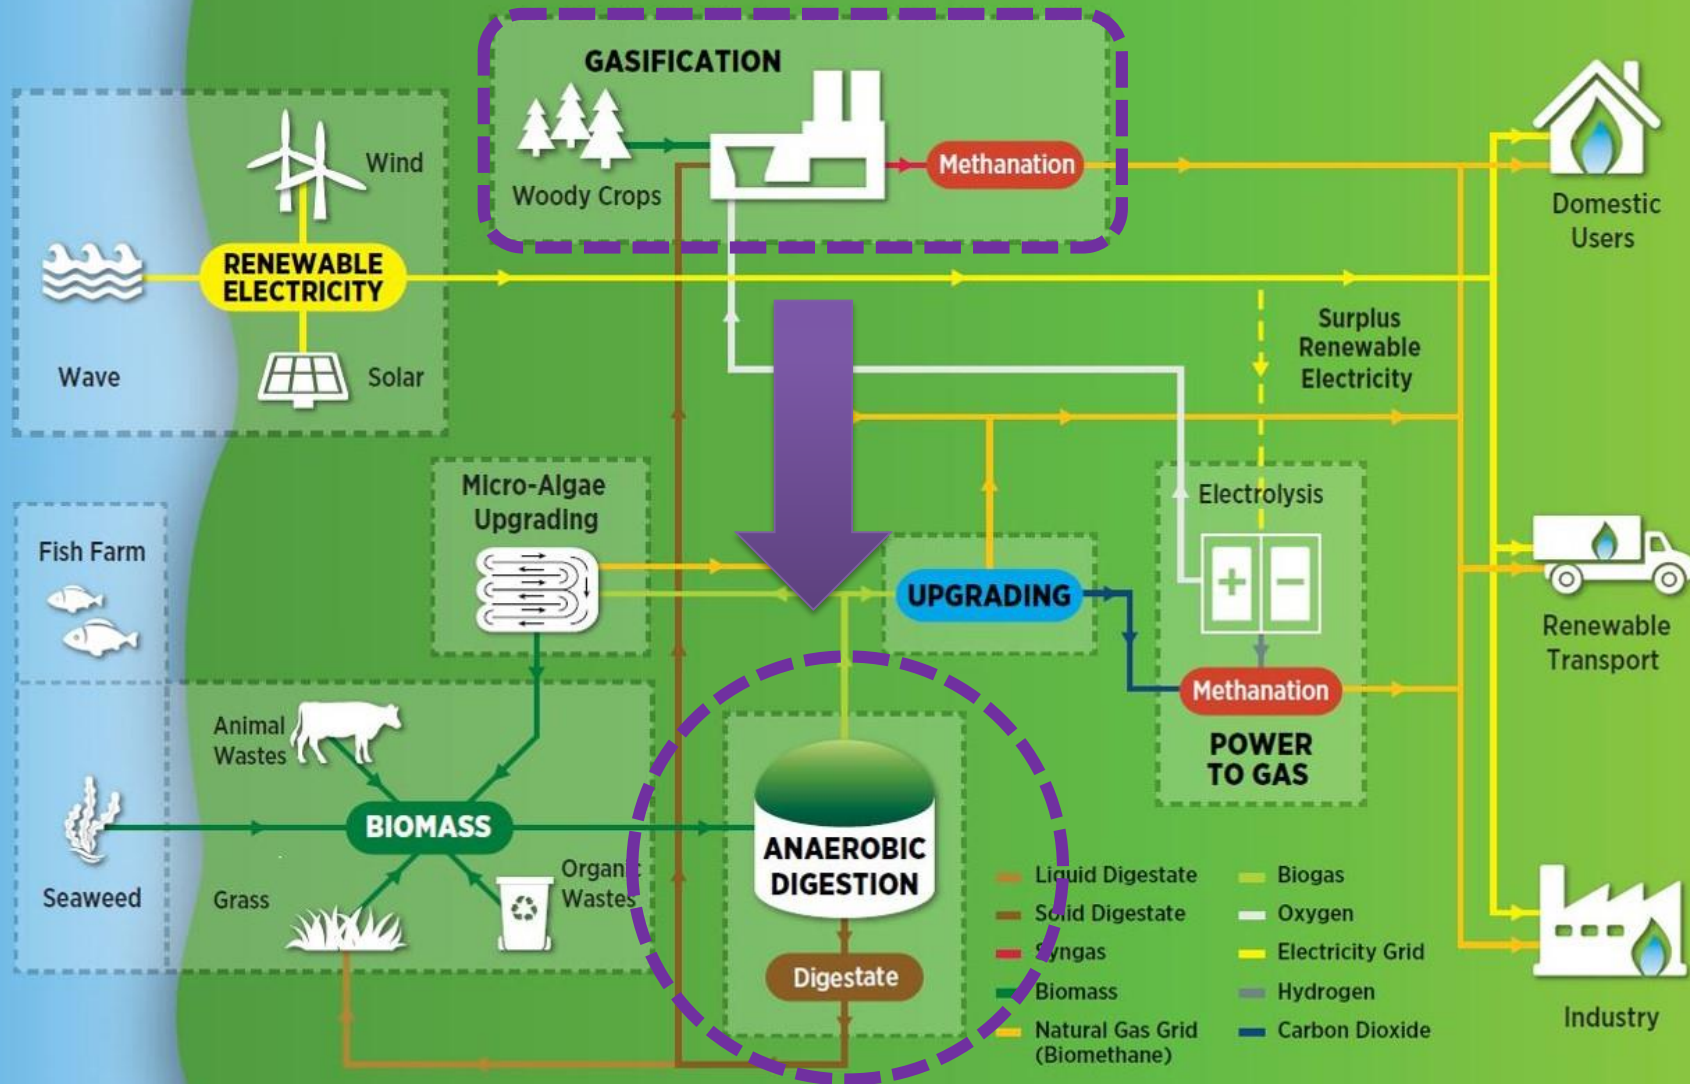 GASIFICATION
Woody Crops
Methanation
Wind
RENEWABLE
ELECTRICITY
Wave
Solar
Domestic
Users
Surplus
Renewable
Electricity
Micro-Algae
Upgrading
Electrolysis
Fish Farm
UPGRADING
Methanation
POWER
TO GAS
Renewable
Transport
Animal
Wastes
BIOMASS
Seaweed
Grass
Organic
Wastes
ANAEROBIC
DIGESTION
Digestate
Liquid Digestate
Solid Digestate
Syngas
Biomass
Natural Gas Grid
(Biomethane)
Biogas
Oxygen
Electricity Grid
Hydrogen
Carbon Dioxide
Industry